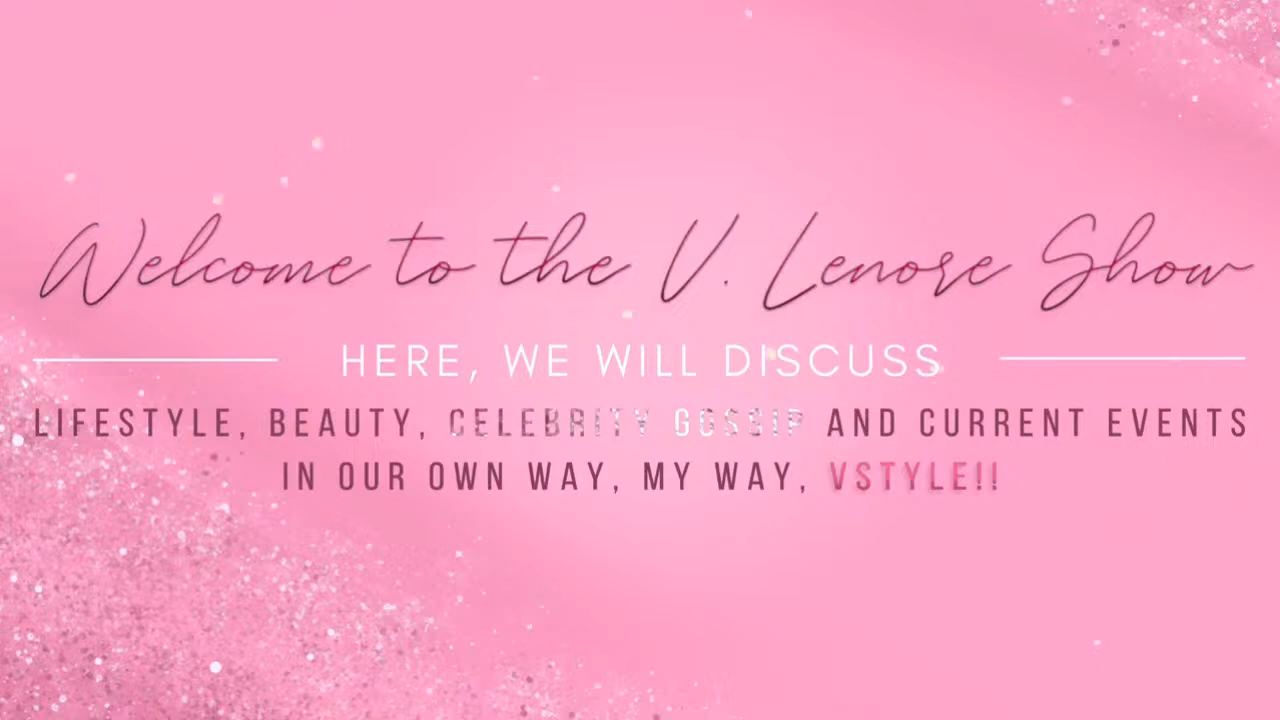 Welcome to the V. Lenore Show
HERE, WE WILL DISCUSS
LIFESTYLE, BEAUTY, CELEBRITY GOSSIP AND CURRENT EVENTS
IN OUR OWN WAY, MY WAY, VSTYLE!!